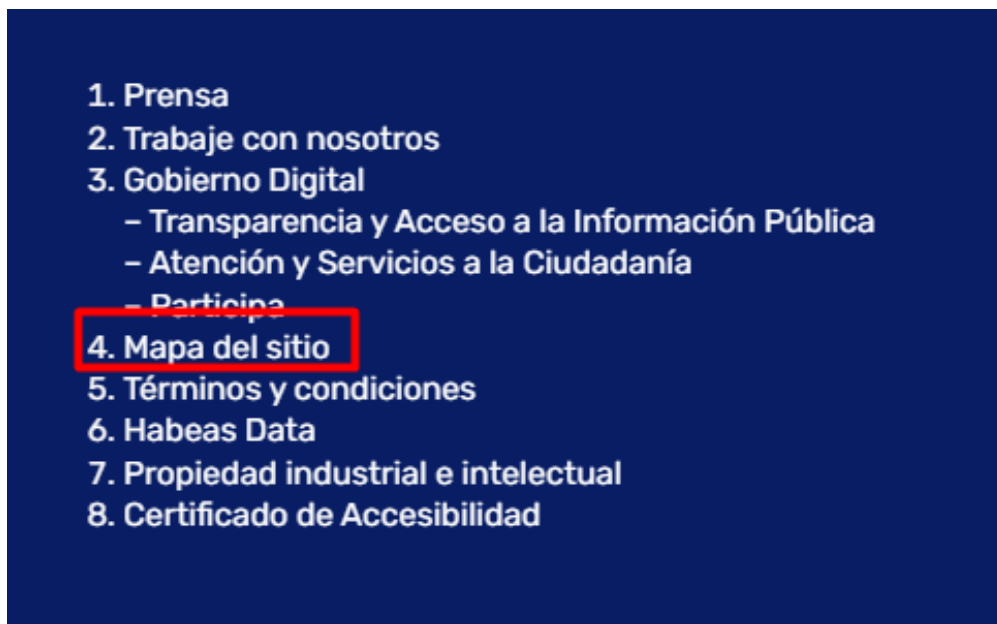 1. Prensa
2. Trabaje con nosotros
3. Gobierno Digital
– Transparencia y Acceso a la Información Pública
– Atención y Servicios a la Ciudadanía
– Participa
4. Mapa del sitio
5. Términos y condiciones
6. Habeas Data
7. Propiedad industrial e intelectual
8. Certificado de Accesibilidad